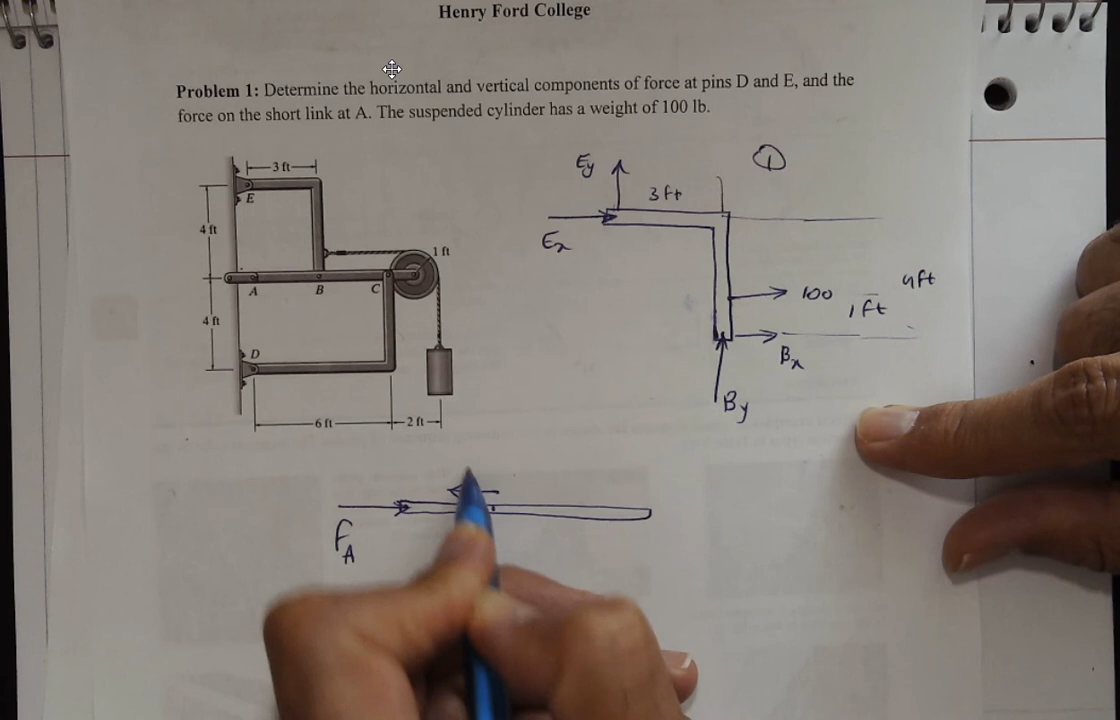 Henry Ford College
Problem 1: Determine the horizontal and vertical components of force at pins D and E, and the
force on the short link at A. The suspended cylinder has a weight of 100 lb.
3 ft
E
4 ft
1 ft
A
B
C
4 ft
D
6 ft
2 ft
1
Ey
3 ft
Ex
100
1 ft
4ft
Bx
By
FA